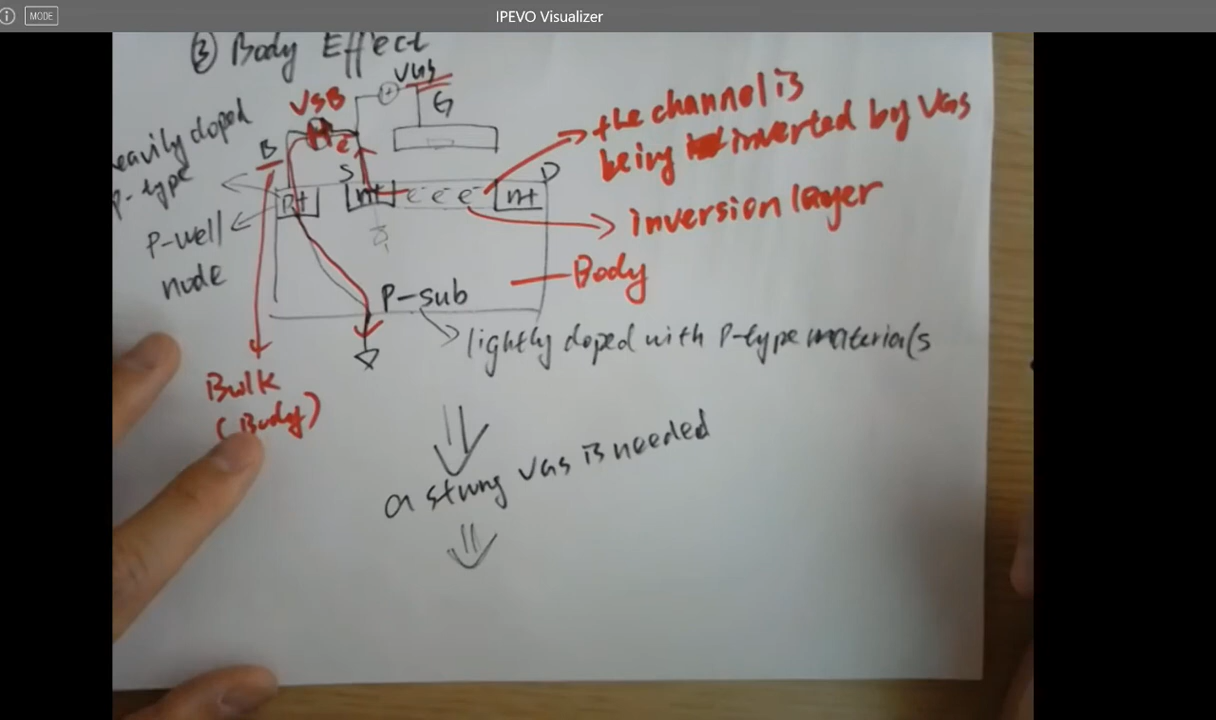 IPEVO Visualizer
MODE
③ Body Effect
VGS
G
VSB
eavily doped
P-type
B
S
D
P+
n+
e⁻ e⁻ e⁻
n+
e⁻
P-well
node
P-sub
Body
the channel is
being inverted by VGS
inversion layer
lightly doped with P-type materials
Bulk
(Body)
a strong VGS is needed